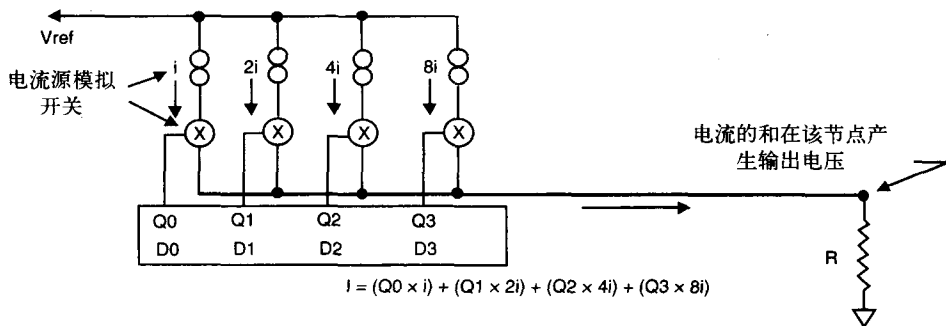 Vref
i
2i
4i
8i
电流源模拟
开关
X
X
X
X
电流的和在该节点产
生输出电压
Q0
Q1
Q2
Q3
D0
D1
D2
D3
R
I = (Q0 × i) + (Q1 × 2i) + (Q2 × 4i) + (Q3 × 8i)